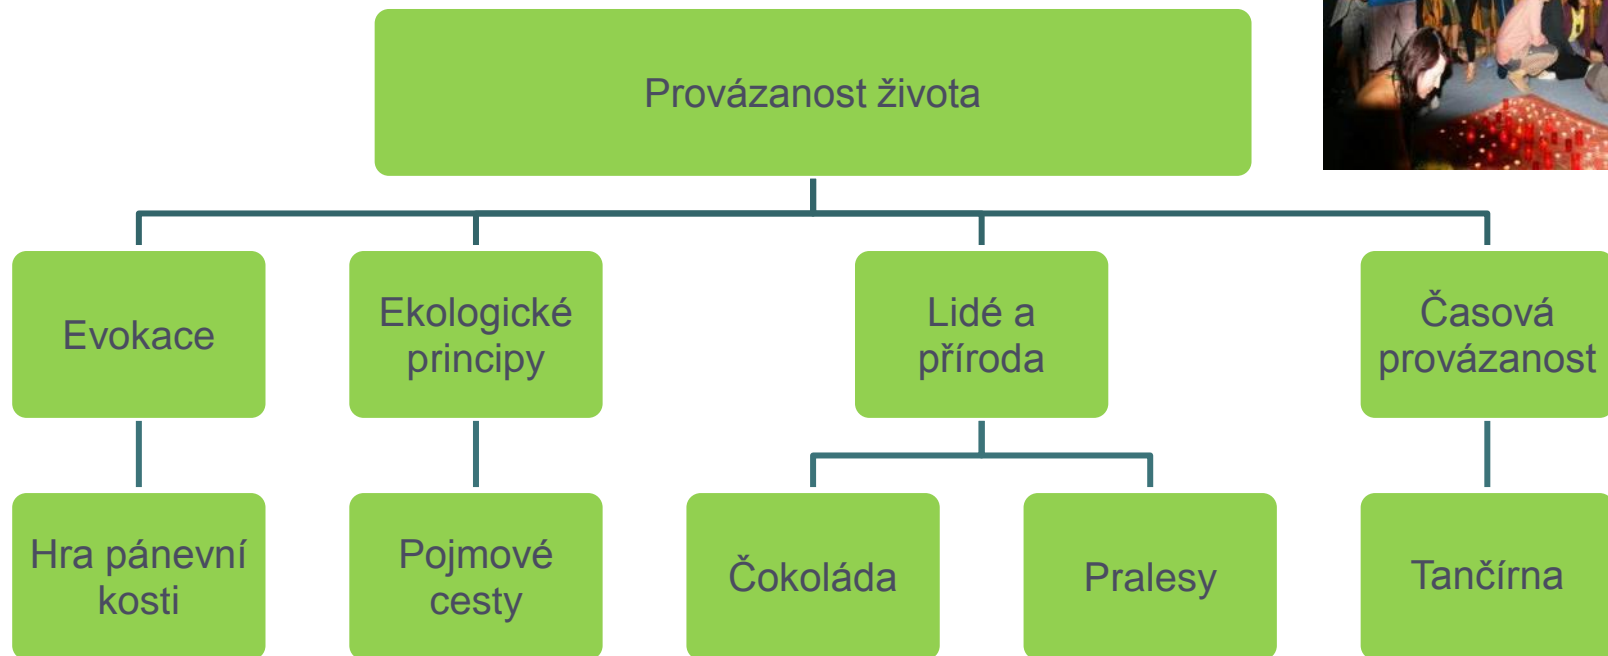 Provázanost života
Evokace
Ekologické
principy
Lidé a
příroda
Časová
provázanost
Hra pánevní
kosti
Pojmové
cesty
Čokoláda
Pralesy
Tančírna